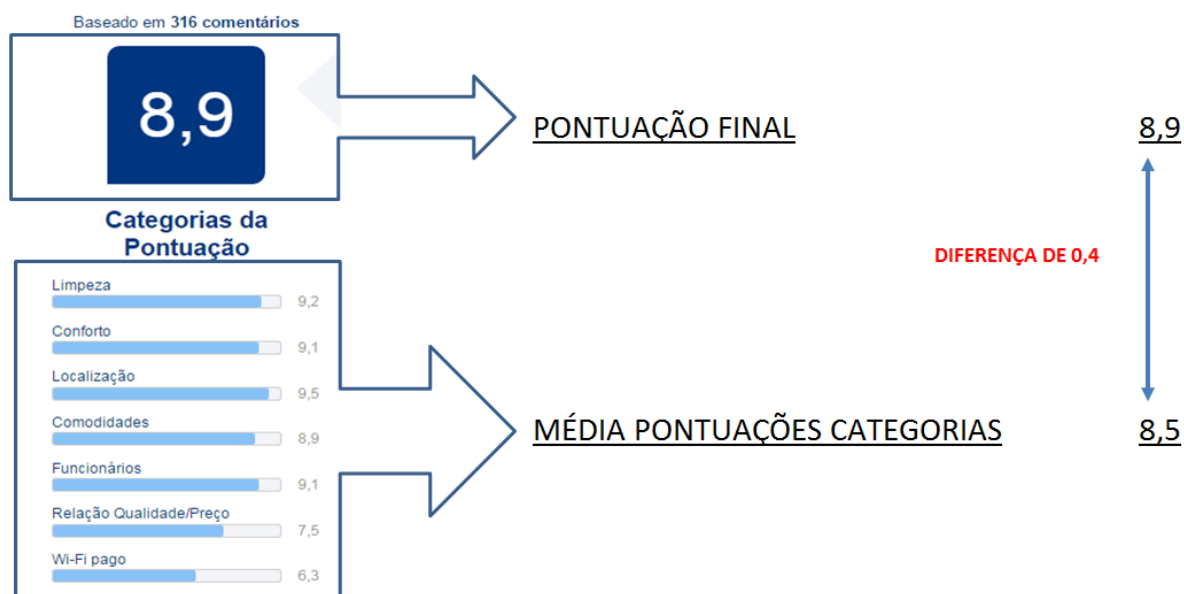 Baseado em 316 comentários
8,9
PONTUAÇÃO FINAL 8,9
Categorias da
Pontuação
DIFERENÇA DE 0,4
Limpeza
9,2
Conforto
9,1
Localização
9,5
Comodidades
8,9
MÉDIA PONTUAÇÕES CATEGORIAS 8,5
Funcionários
9,1
Relação Qualidade/Preço
7,5
Wi-Fi pago
6,3